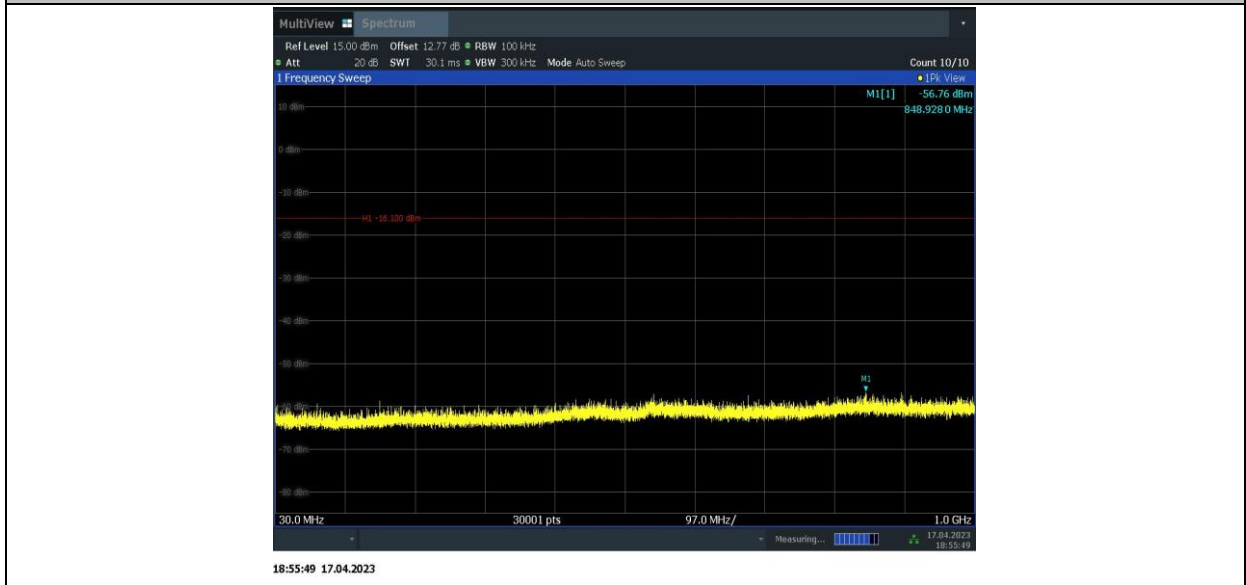 MultiView Spectrum
Ref Level 15.00 dBm Offset 12.77 dB RBW 100 kHz
Att 20 dB SWT 30.1 ms VBW 300 kHz Mode Auto Sweep Count 10/10
1 Frequency Sweep 1Pk View
M1[1] -56.76 dBm
848.9280 MHz
10 dBm
0 dBm
-10 dBm
H1 -16.100 dBm
-20 dBm
-30 dBm
-40 dBm
-50 dBm
M1
-60 dBm
-70 dBm
-80 dBm
30.0 MHz 30001 pts 97.0 MHz/ 1.0 GHz
Measuring... 17.04.2023
18:55:49
18:55:49 17.04.2023